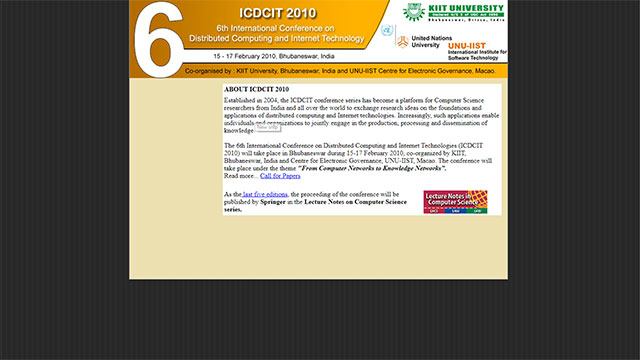 6
ICDCIT 2010
6th International Conference on
Distributed Computing and Internet Technology
15 - 17 February 2010, Bhubaneswar, India
KIIT UNIVERSITY
Bhubaneswar, Orissa, India
United Nations
University
UNU-IIST
International Institute for
Software Technology
Co-organised by : KIIT University, Bhubaneswar, India and UNU-IIST Centre for Electronic Governance, Macao.
ABOUT ICDCIT 2010
Established in 2004, the ICDCIT conference series has become a platform for Computer Science
researchers from India and all over the world to exchange research ideas on the foundations and
applications of distributed computing and Internet technologies. Increasingly, such applications enable
individuals and organizations to jointly engage in the production, processing and dissemination of
knowledge.
The 6th International Conference on Distributed Computing and Internet Technologies (ICDCIT
2010) will take place in Bhubaneswar during 15-17 February 2010, co-organized by KIIT,
Bhubaneswar, India and Centre for Electronic Governance, UNU-IIST, Macao. The conference will
take place under the theme "From Computer Networks to Knowledge Networks".
Read more... Call for Papers
As the last five editions, the proceeding of the conference will be
published by Springer in the Lecture Notes on Computer Science
series.
Lecture Notes in
Computer Science
LNCS
LNAI
LNBI